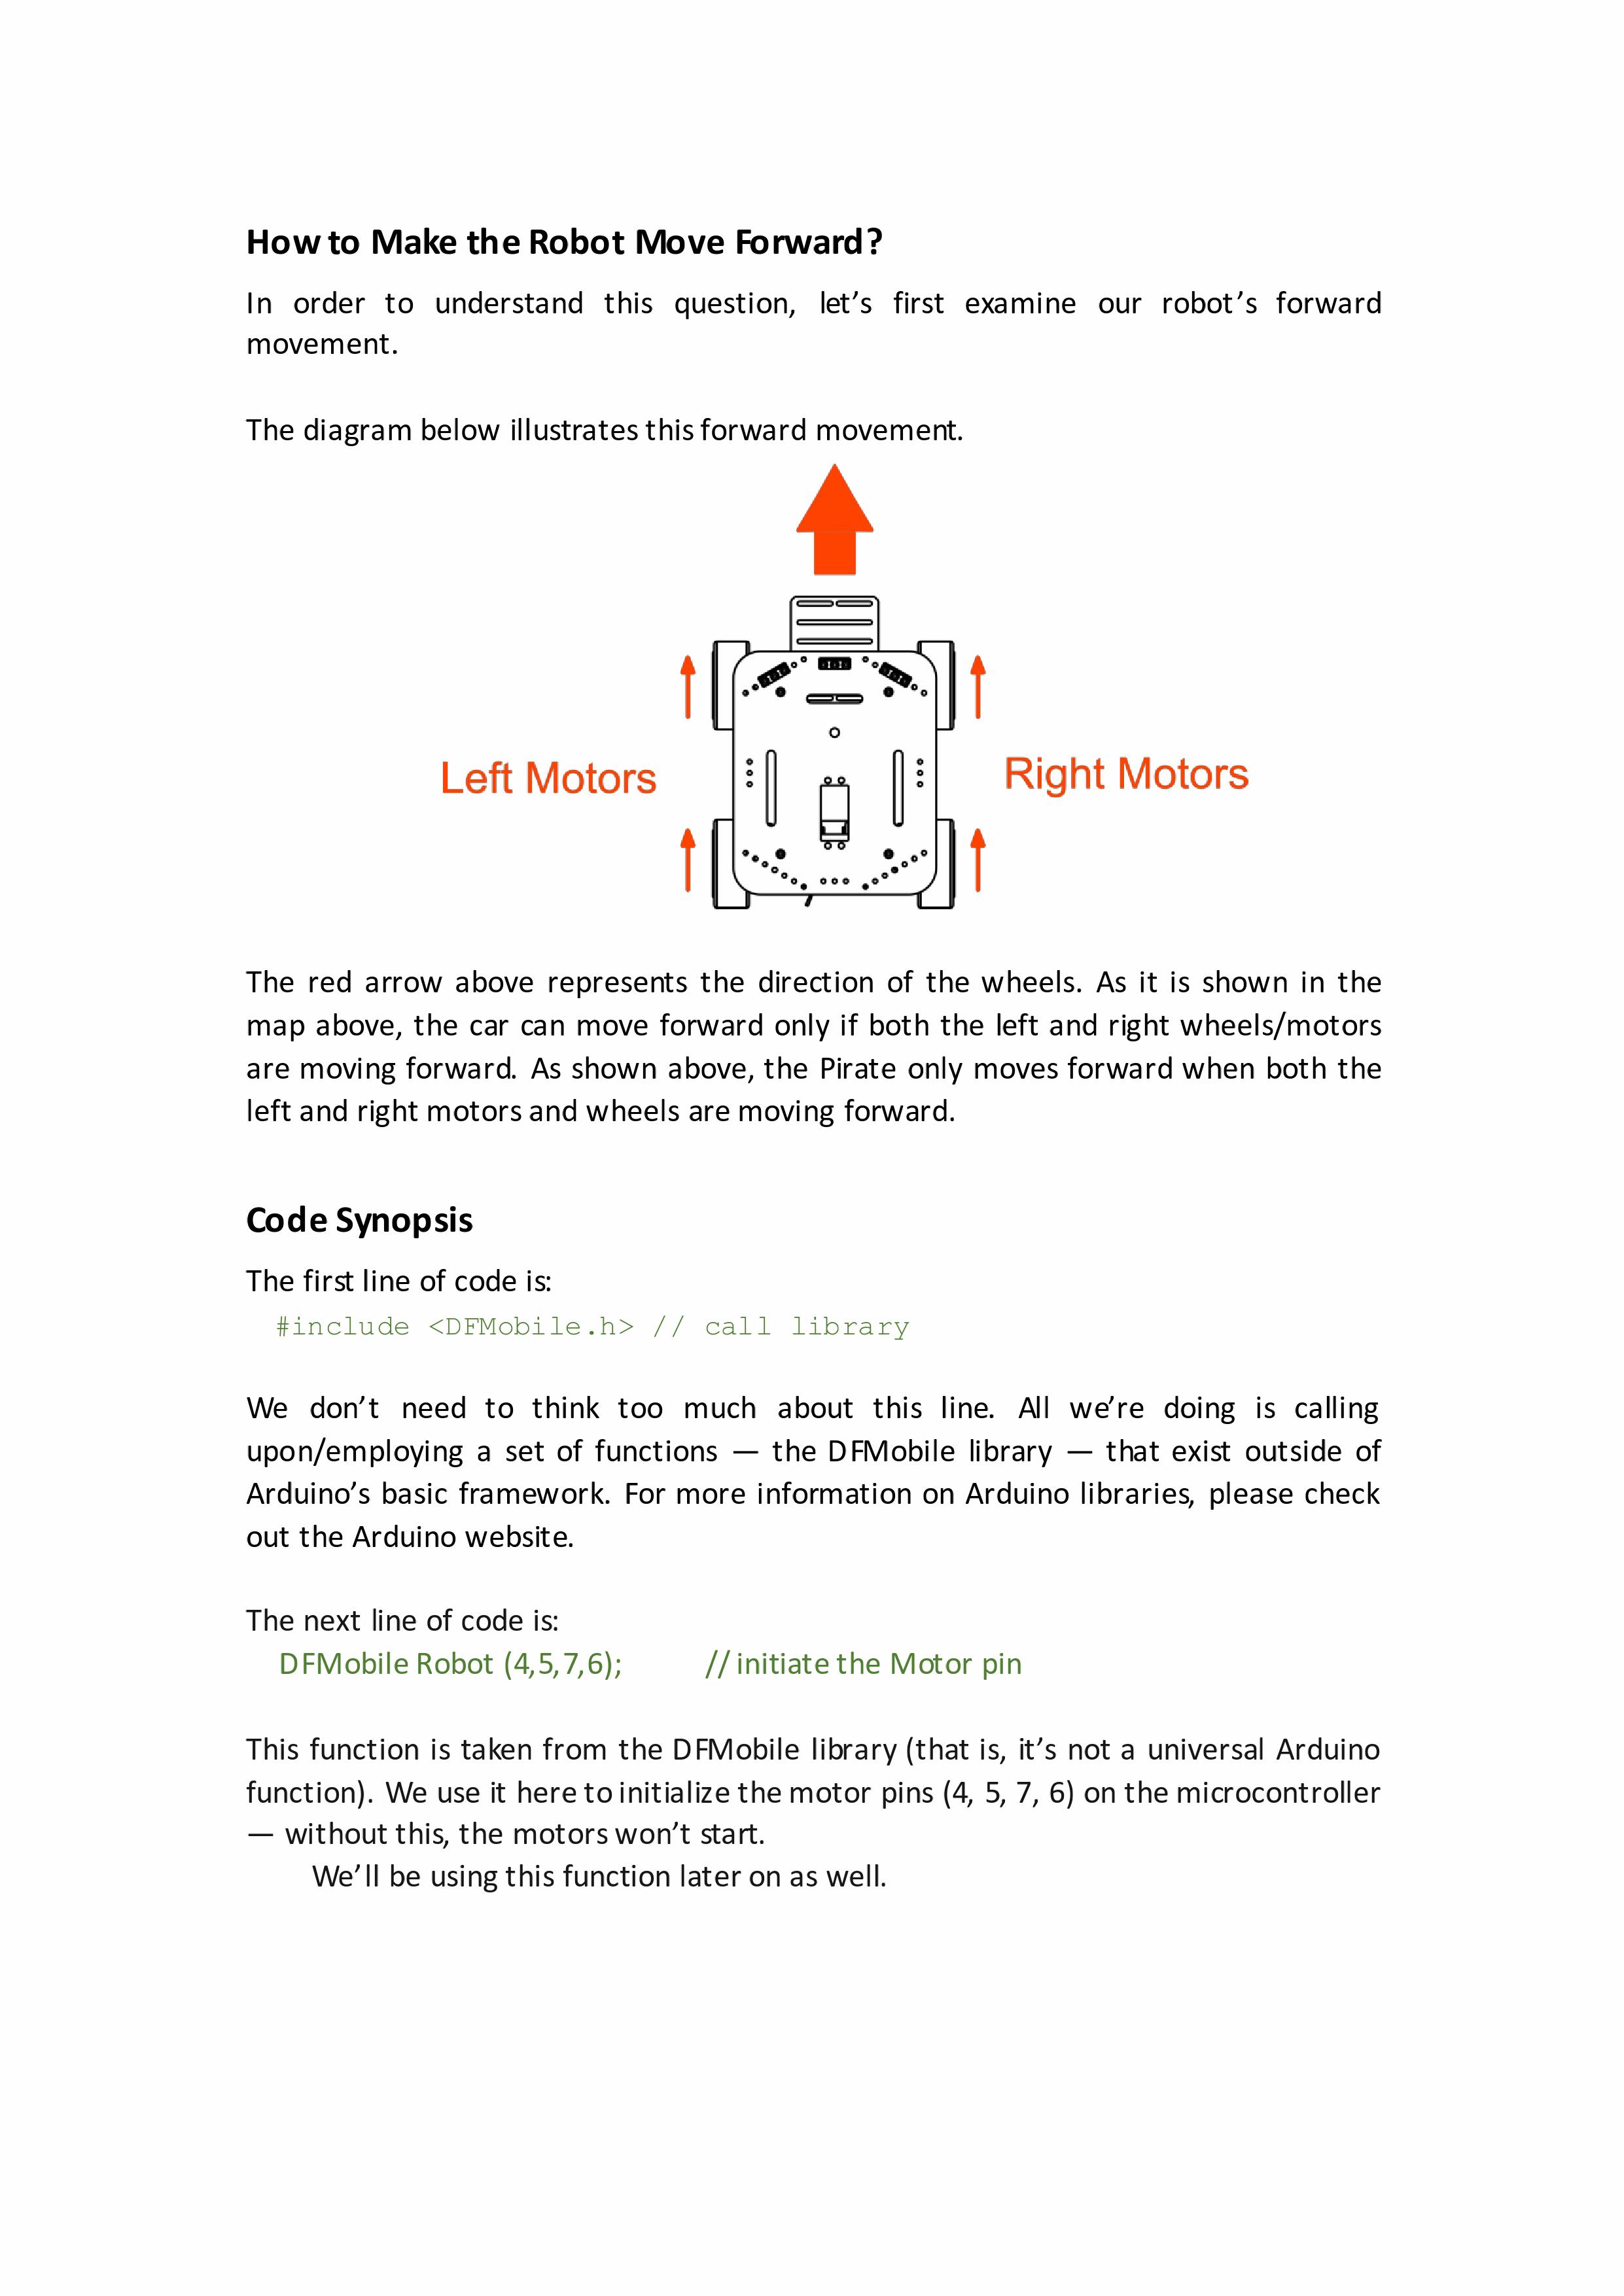 How to Make the Robot Move Forward?
In order to understand this question, let’s first examine our robot’s forward
movement.
The diagram below illustrates this forward movement.
Left Motors
Right Motors
The red arrow above represents the direction of the wheels. As it is shown in the
map above, the car can move forward only if both the left and right wheels/motors
are moving forward. As shown above, the Pirate only moves forward when both the
left and right motors and wheels are moving forward.
Code Synopsis
The first line of code is:
#include <DFMobile.h> // call library
We don’t need to think too much about this line. All we’re doing is calling
upon/employing a set of functions — the DFMobile library — that exist outside of
Arduino’s basic framework. For more information on Arduino libraries, please check
out the Arduino website.
The next line of code is:
DFMobile Robot (4,5,7,6); // initiate the Motor pin
This function is taken from the DFMobile library (that is, it’s not a universal Arduino
function). We use it here to initialize the motor pins (4, 5, 7, 6) on the microcontroller
— without this, the motors won’t start.
We’ll be using this function later on as well.